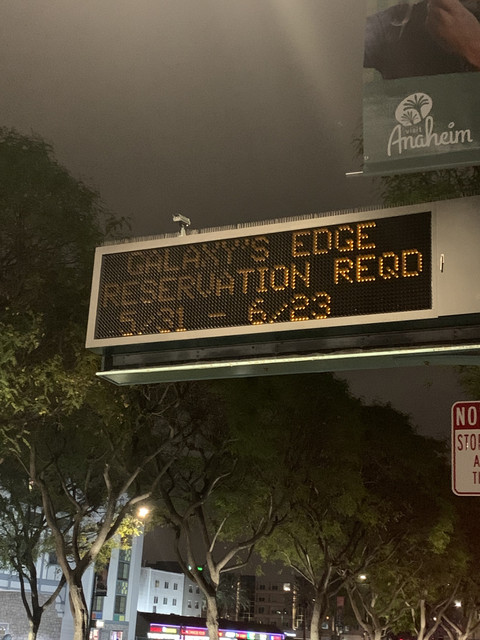 VISIT
Anaheim
GALAXY'S EDGE
RESERVATION REQD
5/31 - 6/23
NO